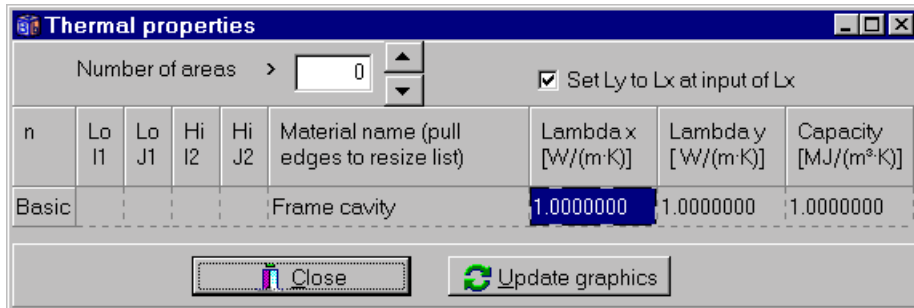 Thermal properties
Number of areas > 0
Set Ly to Lx at input of Lx
n Lo I1 Lo J1 Hi I2 Hi J2 Material name (pull edges to resize list) Lambda x [W/(m·K)] Lambda y [W/(m·K)] Capacity [MJ/(m³·K)]
Basic Frame cavity 1.0000000 1.0000000 1.0000000
Close Update graphics